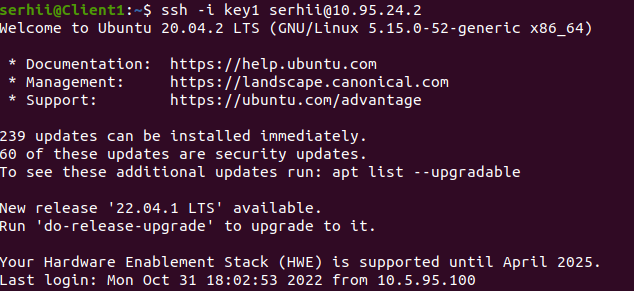 serhii@Client1:~$ ssh -i key1 serhii@10.95.24.2
Welcome to Ubuntu 20.04.2 LTS (GNU/Linux 5.15.0-52-generic x86_64)
* Documentation: https://help.ubuntu.com
* Management: https://landscape.canonical.com
* Support: https://ubuntu.com/advantage
239 updates can be installed immediately.
60 of these updates are security updates.
To see these additional updates run: apt list --upgradable
New release '22.04.1 LTS' available.
Run 'do-release-upgrade' to upgrade to it.
Your Hardware Enablement Stack (HWE) is supported until April 2025.
Last login: Mon Oct 31 18:02:53 2022 from 10.5.95.100